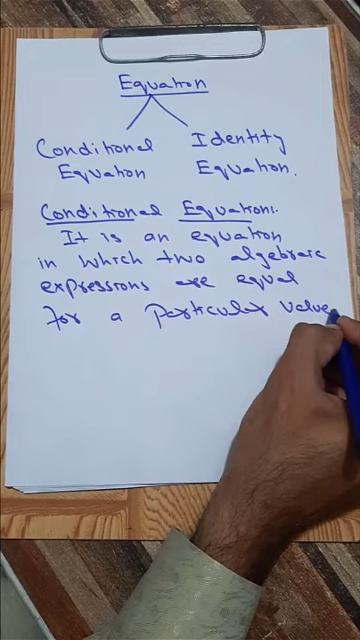 Equation
Conditional Identity
Equation Equation.
Conditional Equation:
It is an equation
in which two algebraic
expressions are equal
for a particular value